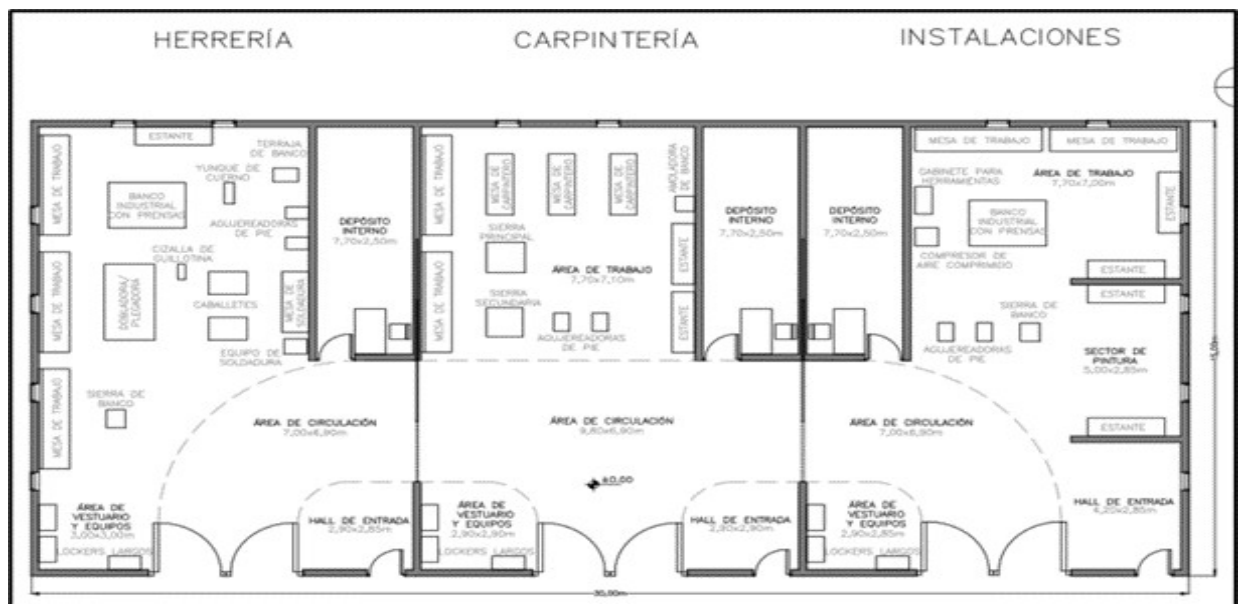 HERRERÍA
CARPINTERÍA
INSTALACIONES
MESA DE TRABAJO
ESTANTE
TERRAJA
DE BANCO
YUNQUE DE
CUERNO
BANCO
INDUSTRIAL
CON PRENSAS
AGUJEREADORAS
DE PIE
CIZALLA DE
GUILLOTINA
MESA DE TRABAJO
DOBLADORA/
PLEGADORA
CABALLETES
MESA DE
SOLDADURA
EQUIPO DE
SOLDADURA
MESA DE TRABAJO
SIERRA DE
BANCO
DEPÓSITO
INTERNO
7,70x2,50m
ÁREA DE CIRCULACIÓN
7,00x6,90m
ÁREA DE
VESTUARIO
Y EQUIPOS
3,00x3,00m
LOCKERS LARGOS
HALL DE ENTRADA
2,90x2,85m
MESA DE TRABAJO
MESA DE
CARPINTERO
MESA DE
CARPINTERO
MESA DE
CARPINTERO
AMOLADORA
DE BANCO
SIERRA
PRINCIPAL
ÁREA DE TRABAJO
7,70x7,10m
ESTANTE
MESA DE TRABAJO
SIERRA
SECUNDARIA
ESTANTE
AGUJEREADORAS
DE PIE
DEPÓSITO
INTERNO
7,70x2,50m
ÁREA DE CIRCULACIÓN
9,80x6,90m
±0,00
ÁREA DE
VESTUARIO
Y EQUIPOS
2,90x2,90m
LOCKERS LARGOS
HALL DE ENTRADA
2,90x2,90m
DEPÓSITO
INTERNO
7,70x2,50m
MESA DE TRABAJO
MESA DE TRABAJO
ÁREA DE TRABAJO
7,70x7,00m
GABINETE PARA
HERRAMIENTAS
BANCO
INDUSTRIAL
CON PRENSAS
ESTANTE
COMPRESOR DE
AIRE COMPRIMIDO
ESTANTE
ESTANTE
SIERRA DE
BANCO
AGUJEREADORAS
DE PIE
SECTOR DE
PINTURA
5,00x2,85m
ESTANTE
ÁREA DE CIRCULACIÓN
7,00x6,90m
ÁREA DE
VESTUARIO
Y EQUIPOS
2,90x2,85m
LOCKERS LARGOS
HALL DE ENTRADA
4,20x2,85m
30,00m